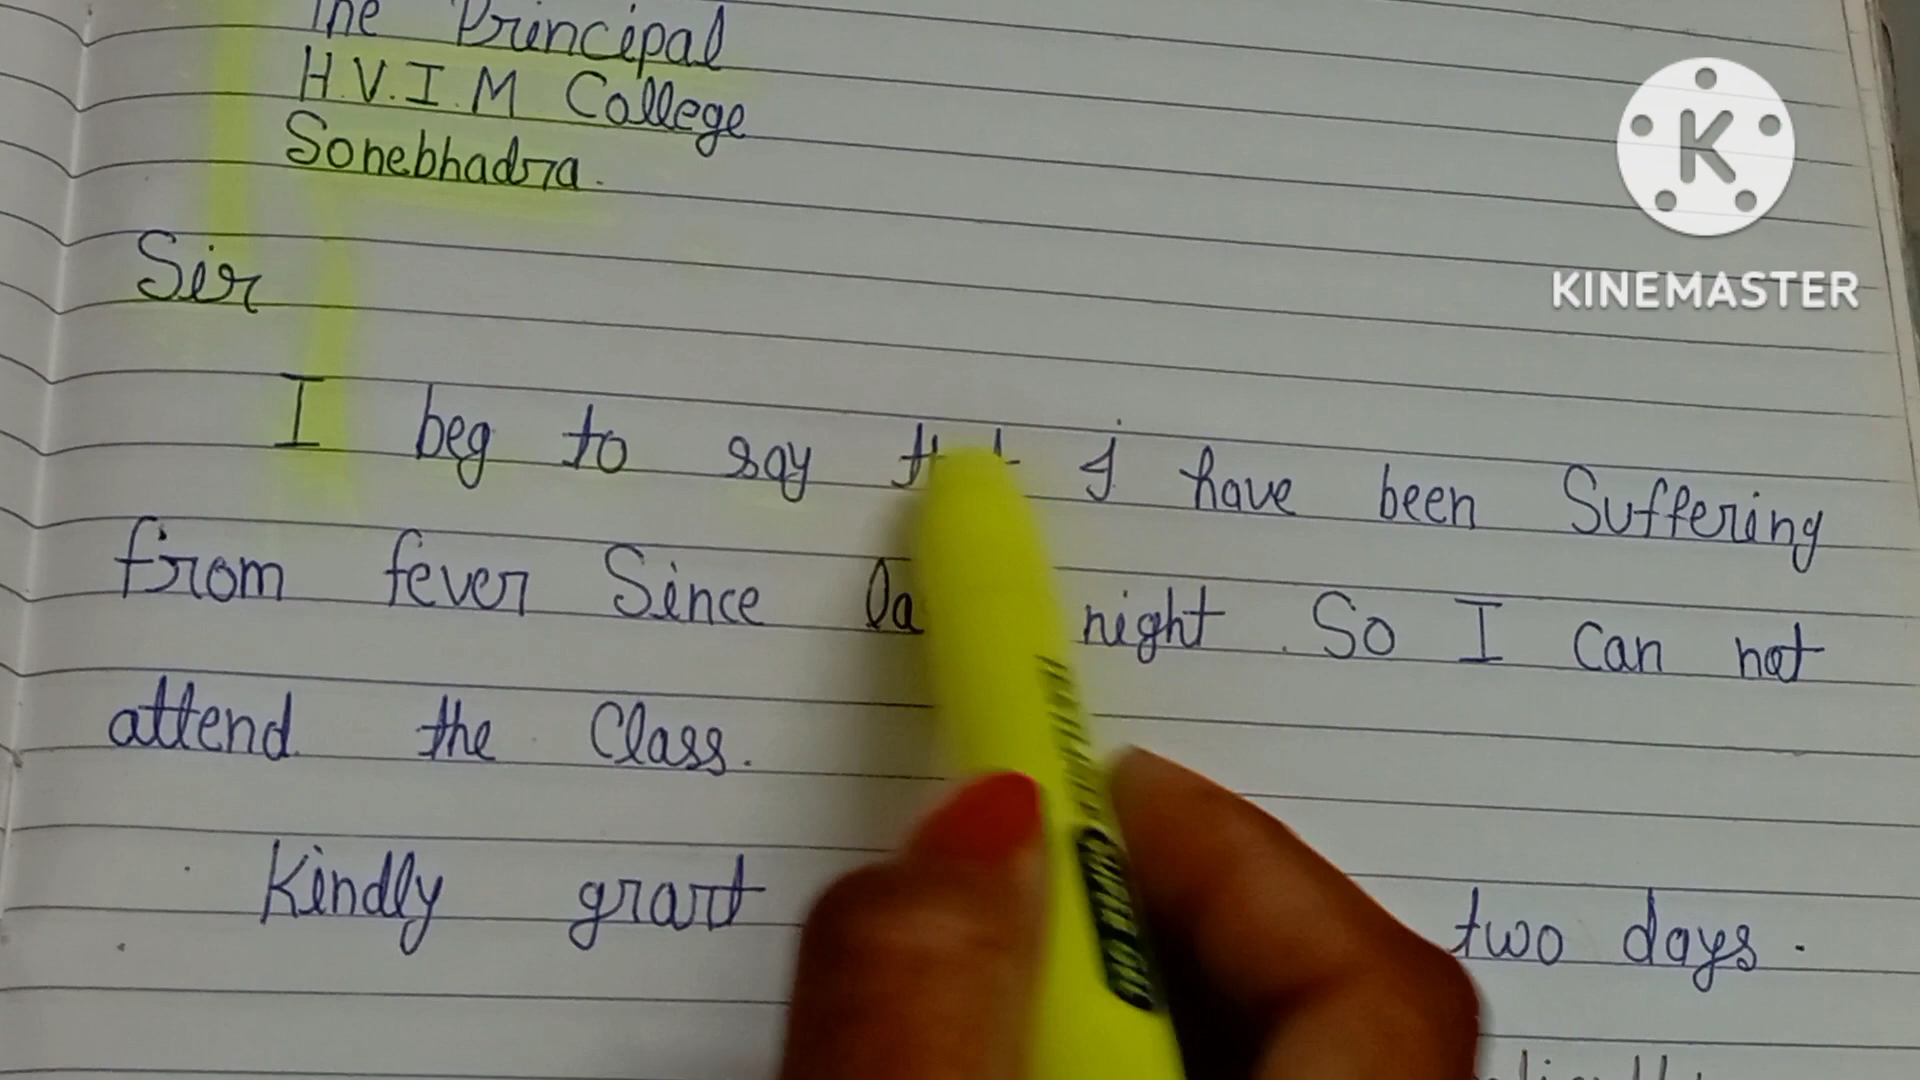 The Principal
H.V.I.M College
Sonebhadra.
Sir
I beg to say that I have been Suffering
from fever Since night. So I can not
attend the Class.
Kindly grant two days.
K
KINEMASTER